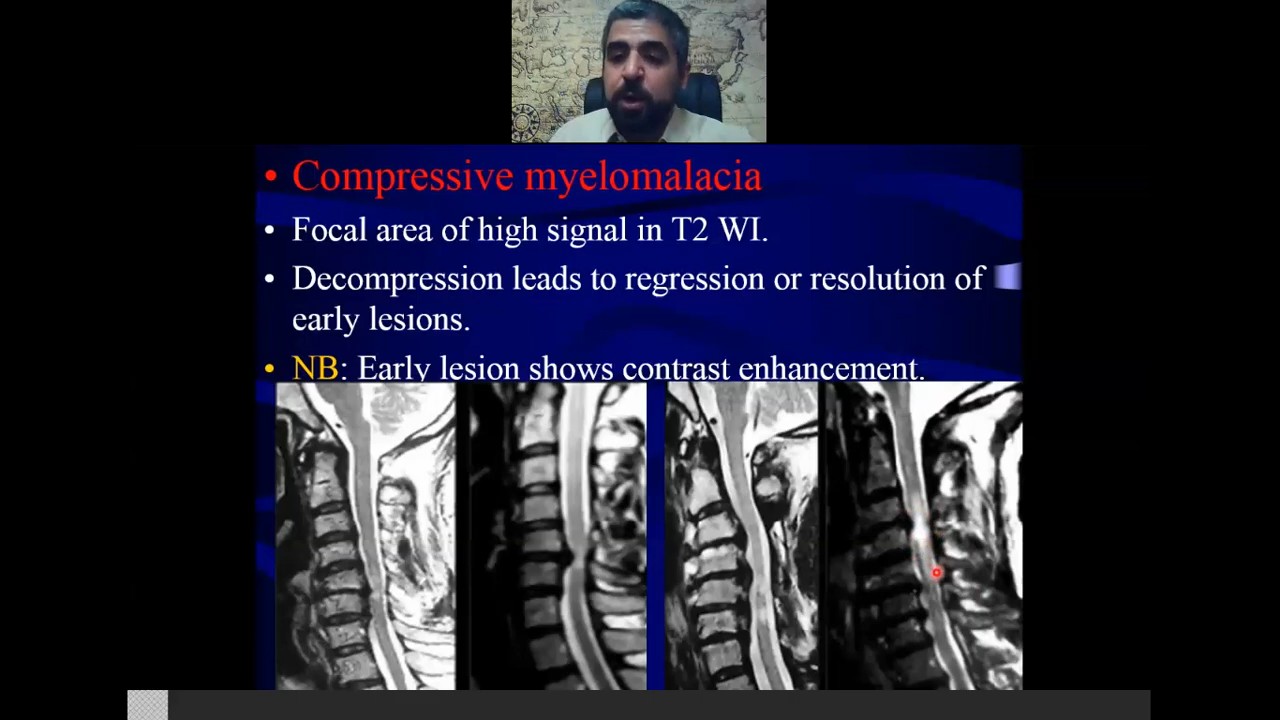 • Compressive myelomalacia
• Focal area of high signal in T2 WI.
• Decompression leads to regression or resolution of
early lesions.
• NB: Early lesion shows contrast enhancement.